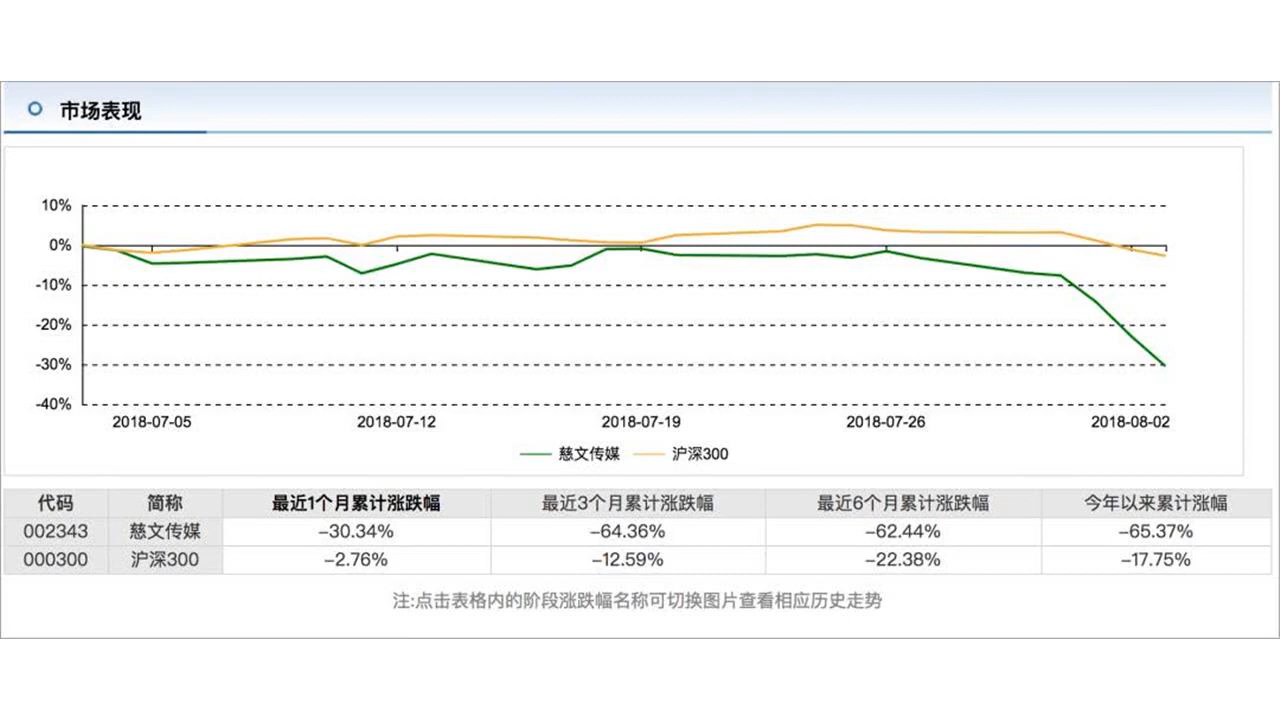 市场表现
10%
0%
-10%
-20%
-30%
-40%
2018-07-05 2018-07-12 2018-07-19 2018-07-26 2018-08-02
慈文传媒 沪深300
代码 简称 最近1个月累计涨跌幅 最近3个月累计涨跌幅 最近6个月累计涨跌幅 今年以来累计涨幅
002343 慈文传媒 −30.34% −64.36% −62.44% −65.37%
000300 沪深300 −2.76% −12.59% −22.38% −17.75%
注:点击表格内的阶段涨跌幅名称可切换图片查看相应历史走势